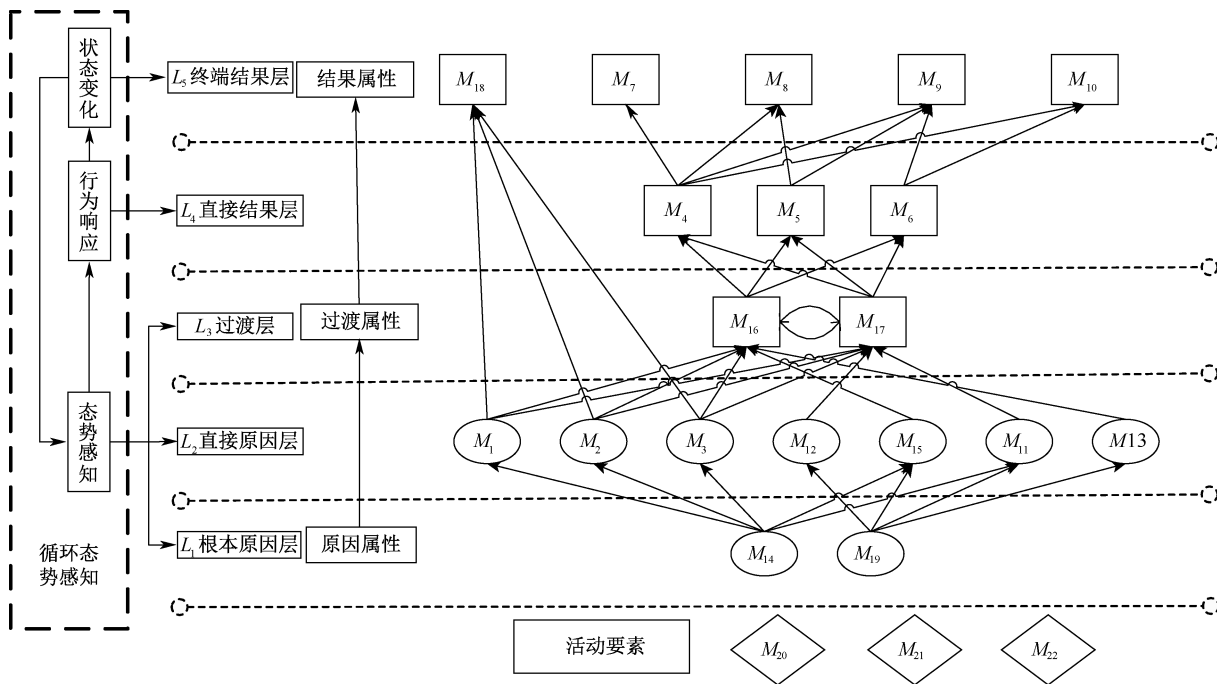 状态变化
L₅终端结果层
结果属性
M₁₈
M₇
M₈
M₉
M₁₀
行为响应
L₄直接结果层
M₄
M₅
M₆
L₃过渡层
过渡属性
M₁₆
M₁₇
态势感知
L₂直接原因层
M₁
M₂
M₃
M₁₂
M₁₅
M₁₁
M13
循环态
势感知
L₁根本原因层
原因属性
M₁₄
M₁₉
活动要素
M₂₀
M₂₁
M₂₂